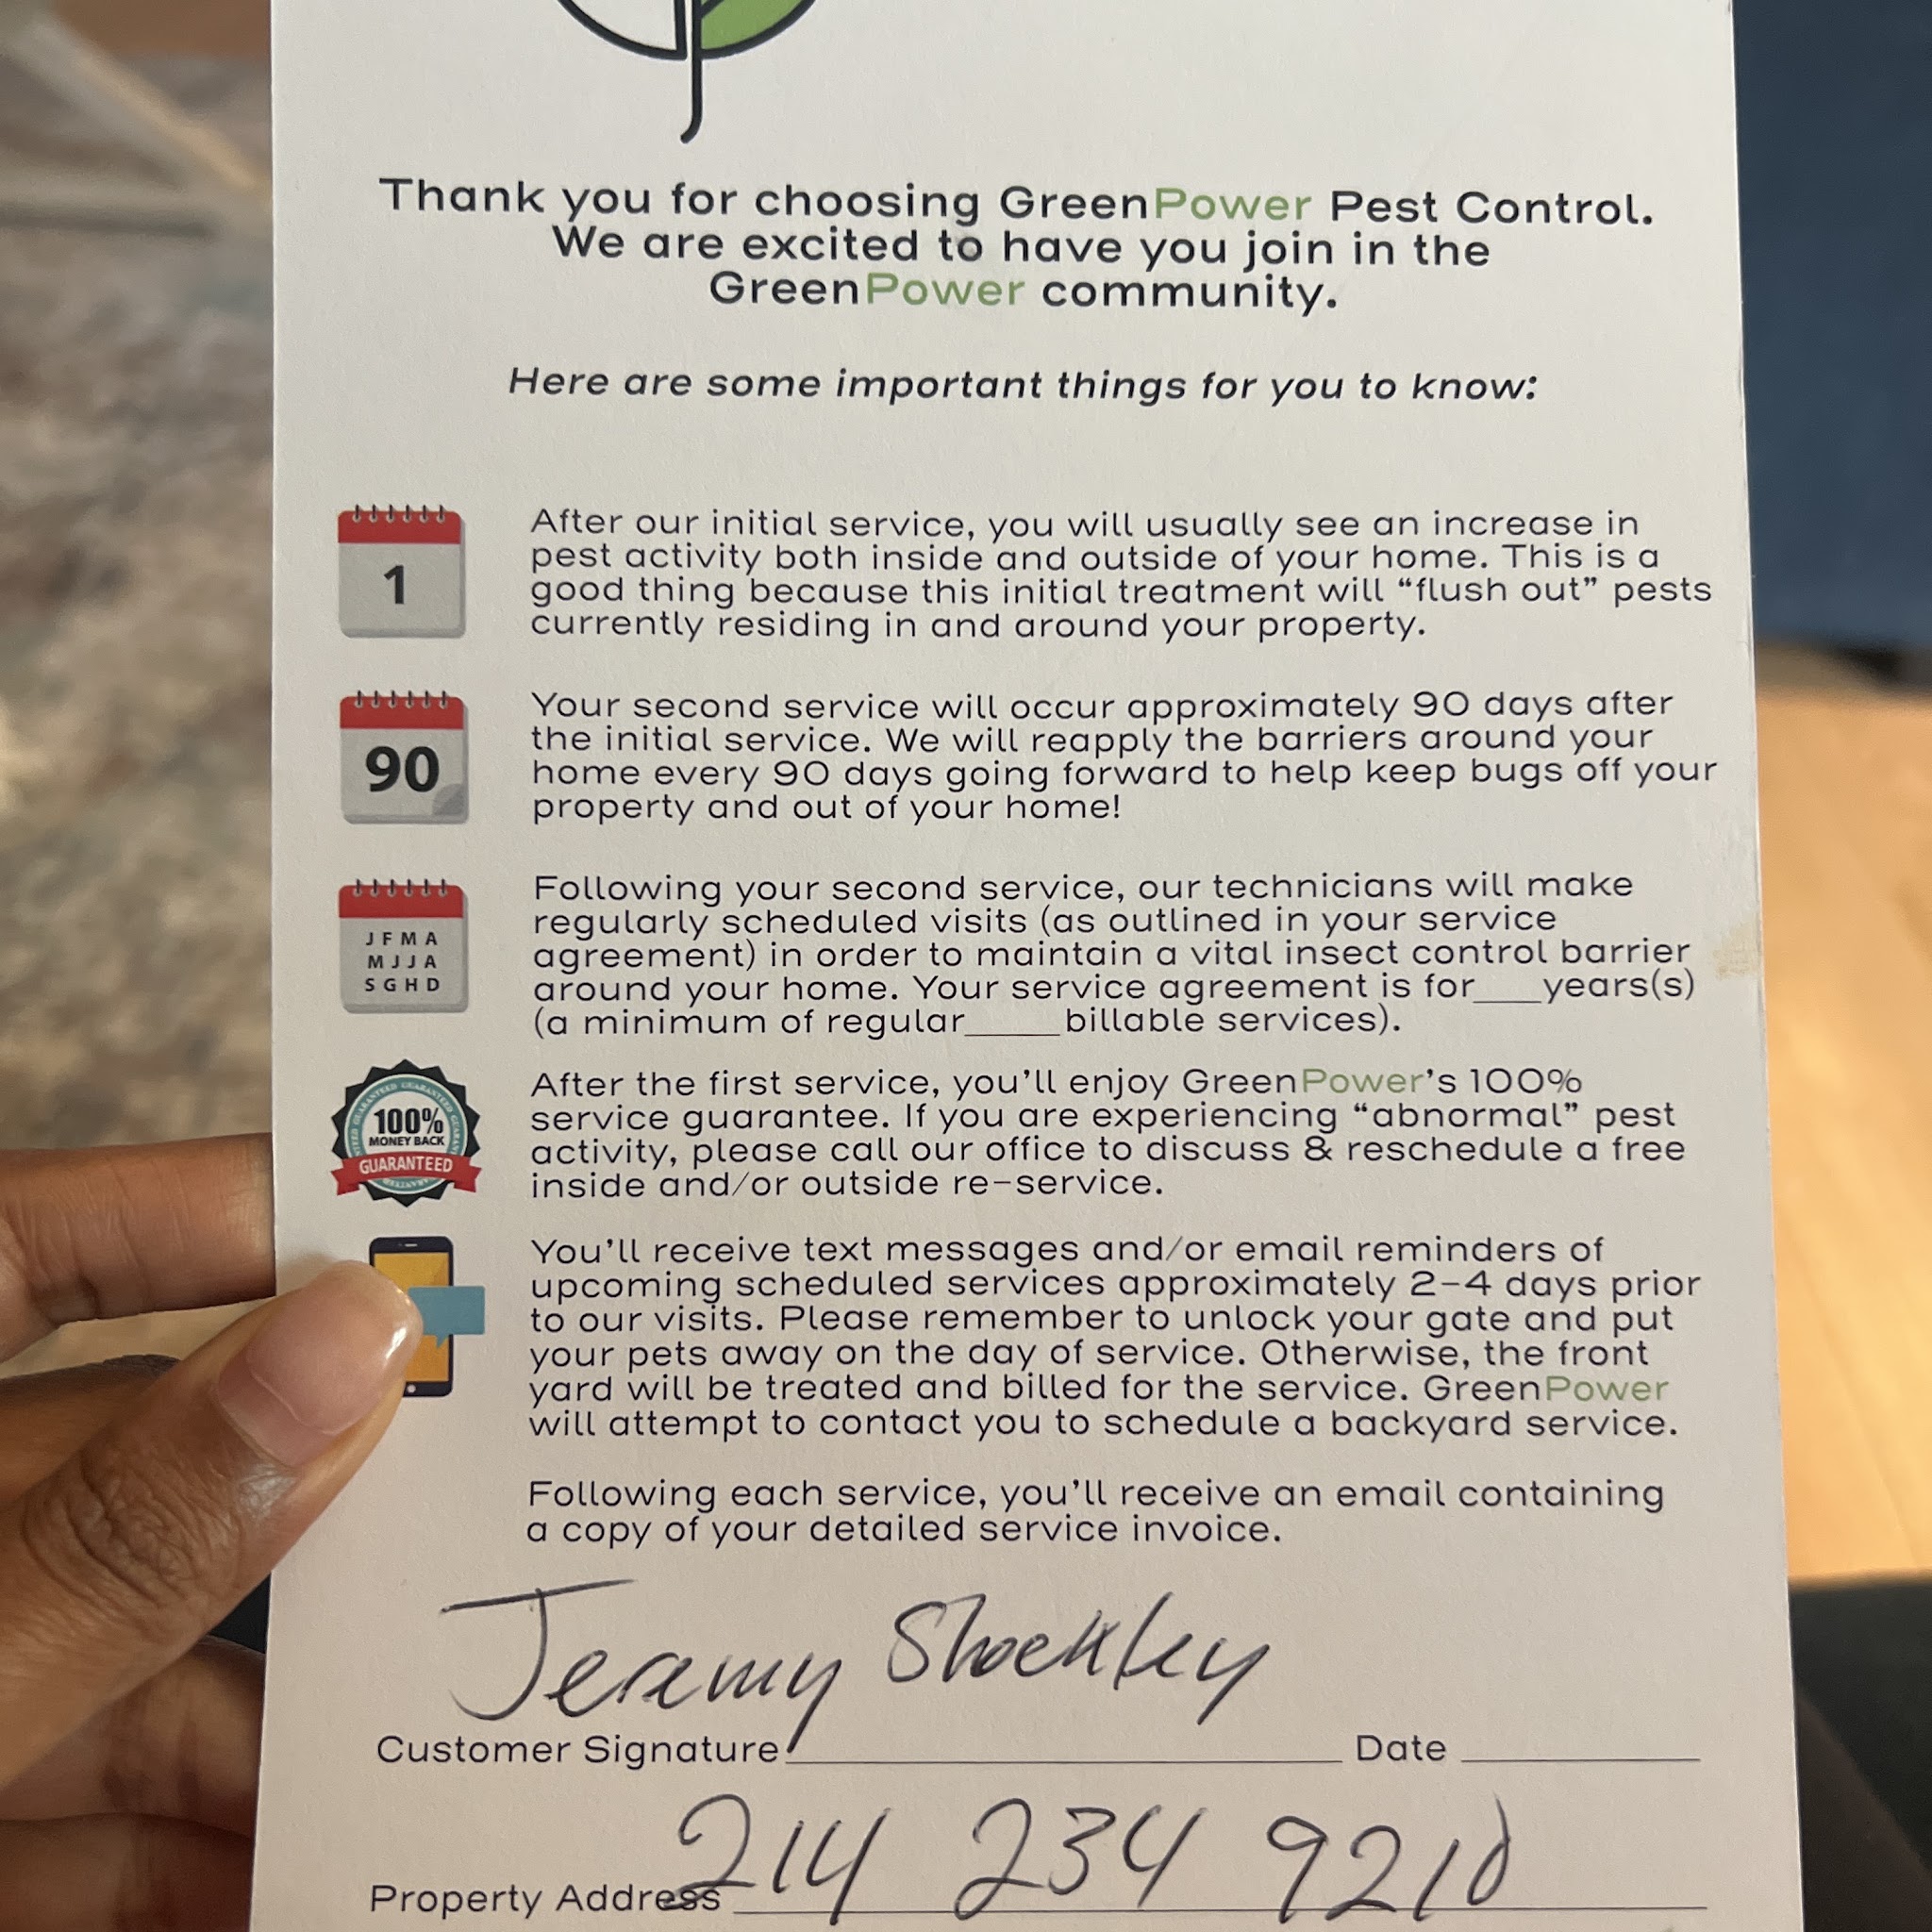 Thank you for choosing GreenPower Pest Control.
We are excited to have you join in the
GreenPower community.
Here are some important things for you to know:
1
After our initial service, you will usually see an increase in
pest activity both inside and outside of your home. This is a
good thing because this initial treatment will “flush out” pests
currently residing in and around your property.
90
Your second service will occur approximately 90 days after
the initial service. We will reapply the barriers around your
home every 90 days going forward to help keep bugs off your
property and out of your home!
J F M A
M J J A
S G H D
Following your second service, our technicians will make
regularly scheduled visits (as outlined in your service
agreement) in order to maintain a vital insect control barrier
around your home. Your service agreement is for___years(s)
(a minimum of regular_____billable services).
100%
MONEY BACK
GUARANTEED
After the first service, you’ll enjoy GreenPower’s 100%
service guarantee. If you are experiencing “abnormal” pest
activity, please call our office to discuss & reschedule a free
inside and/or outside re-service.
You’ll receive text messages and/or email reminders of
upcoming scheduled services approximately 2-4 days prior
to our visits. Please remember to unlock your gate and put
your pets away on the day of service. Otherwise, the front
yard will be treated and billed for the service. GreenPower
will attempt to contact you to schedule a backyard service.
Following each service, you’ll receive an email containing
a copy of your detailed service invoice.
Jeramy Shockley
Customer Signature Date
214 234 9210
Property Address